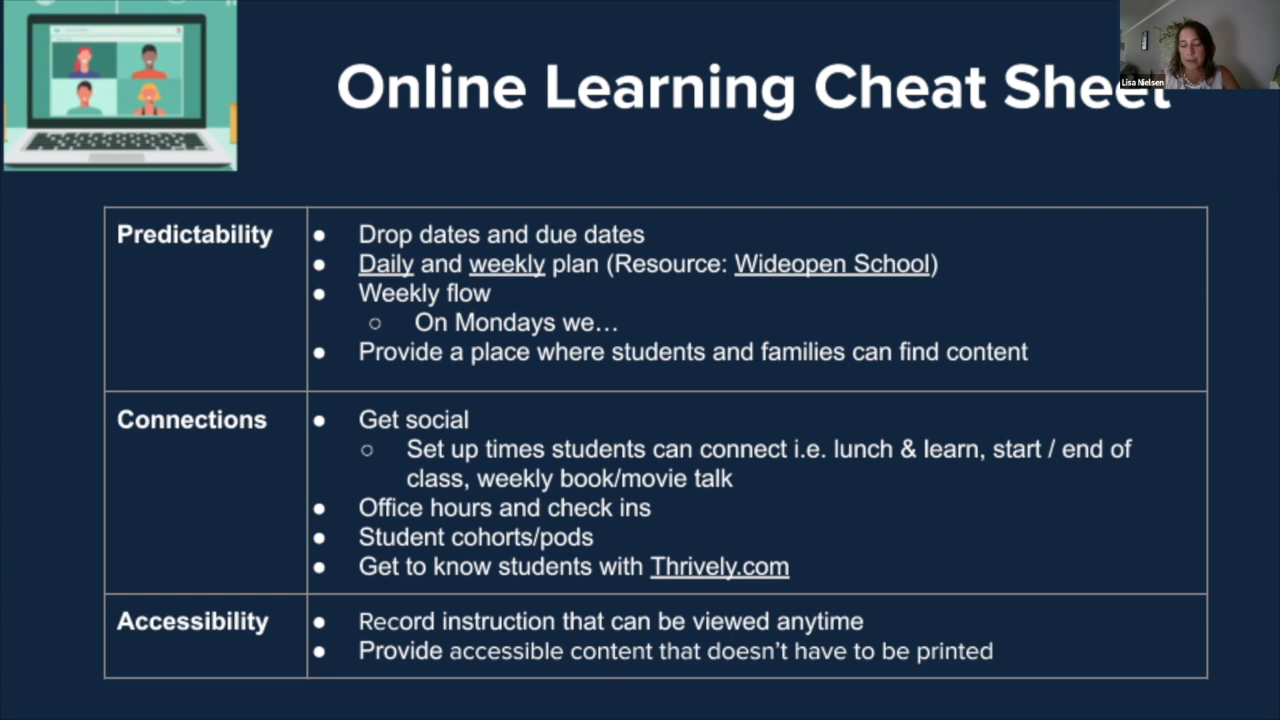 Online Learning Cheat Sheet
Lisa Nielsen
Predictability
● Drop dates and due dates
● Daily and weekly plan (Resource: Wideopen School)
● Weekly flow
○ On Mondays we…
● Provide a place where students and families can find content
Connections
● Get social
○ Set up times students can connect i.e. lunch & learn, start / end of
class, weekly book/movie talk
● Office hours and check ins
● Student cohorts/pods
● Get to know students with Thrively.com
Accessibility
● Record instruction that can be viewed anytime
● Provide accessible content that doesn’t have to be printed